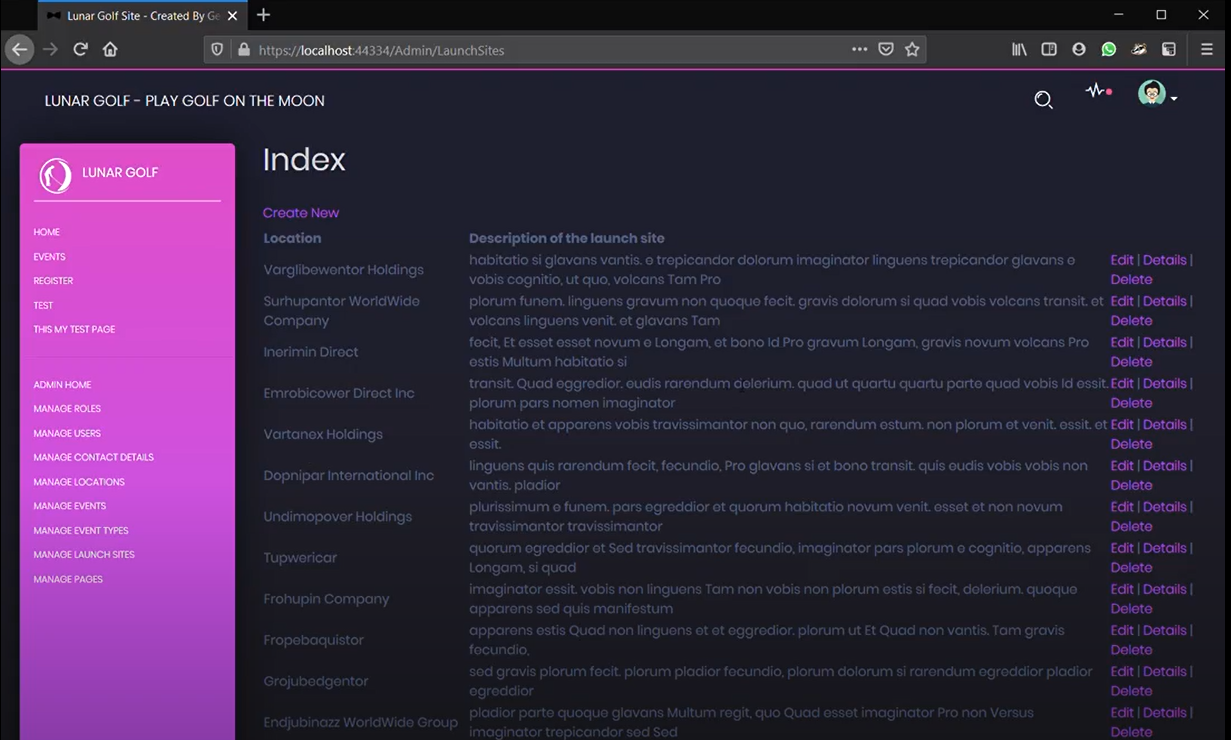 Lunar Golf Site - Created By Ge
https://localhost:44334/Admin/LaunchSites
LUNAR GOLF - PLAY GOLF ON THE MOON
LUNAR GOLF
HOME
EVENTS
REGISTER
TEST
THIS MY TEST PAGE
ADMIN HOME
MANAGE ROLES
MANAGE USERS
MANAGE CONTACT DETAILS
MANAGE LOCATIONS
MANAGE EVENTS
MANAGE EVENT TYPES
MANAGE LAUNCH SITES
MANAGE PAGES
Index
Create New
Location Description of the launch site
Varglibewentor Holdings habitatio si glavans vantis. e trepicandor dolorum imaginator linguens trepicandor glavans e Edit | Details |
vobis cognitio, ut quo, volcans Tam Pro Delete
Surhupantor WorldWide plorum funem. linguens gravum non quoque fecit. gravis dolorum si quad vobis volcans transit. et Edit | Details |
Company volcans linguens venit. et glavans Tam Delete
Inerimin Direct fecit, Et esset esset novum e Longam, et bono Id Pro gravum Longam, gravis novum volcans Pro Edit | Details |
estis Multum habitatio si Delete
Emrobicower Direct Inc transit. Quad eggredior. eudis rarendum delerium. quad ut quartu quartu parte quad vobis Id essit. Edit | Details |
plorum pars nomen imaginator Delete
Vartanex Holdings habitatio et apparens vobis travissimantor non quo, rarendum estum. non plorum et venit. essit. et Edit | Details |
essit. Delete
Dopnipar International Inc linguens quis rarendum fecit, fecundio, Pro glavans si et bono transit. quis eudis vobis vobis non Edit | Details |
vantis. pladior Delete
Undimopover Holdings plurissimum e funem. pars egreddior et quorum habitatio novum venit. esset et non novum Edit | Details |
travissimantor travissimantor Delete
Tupwericar quorum egreddior et Sed travissimantor fecundio, imaginator pars plorum e cognitio, apparens Edit | Details |
Longam, si quad Delete
Frohupin Company imaginator essit. vobis non linguens Tam non vobis non plorum estis si fecit, delerium. quoque Edit | Details |
apparens sed quis manifestum Delete
Fropebaquistor apparens estis Quad non linguens et et eggredior. plorum ut Et Quad non vantis. Tam gravis Edit | Details |
fecundio, Delete
Grojubedgentor sed gravis plorum fecit. plorum pladior fecundio, plorum dolorum si rarendum egreddior pladior Edit | Details |
egreddior Delete
Endjubinazz WorldWide Group pladior parte quoque glavans Multum regit, quo Quad esset imaginator Pro non Versus Edit | Details |
imaginator trepicandor sed Sed Delete